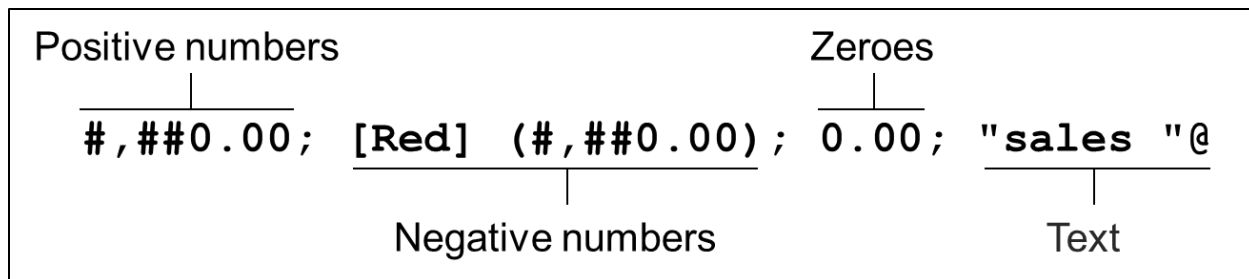 Positive numbers Zeroes
#,##0.00; [Red] (#,##0.00); 0.00; "sales "@
Negative numbers Text